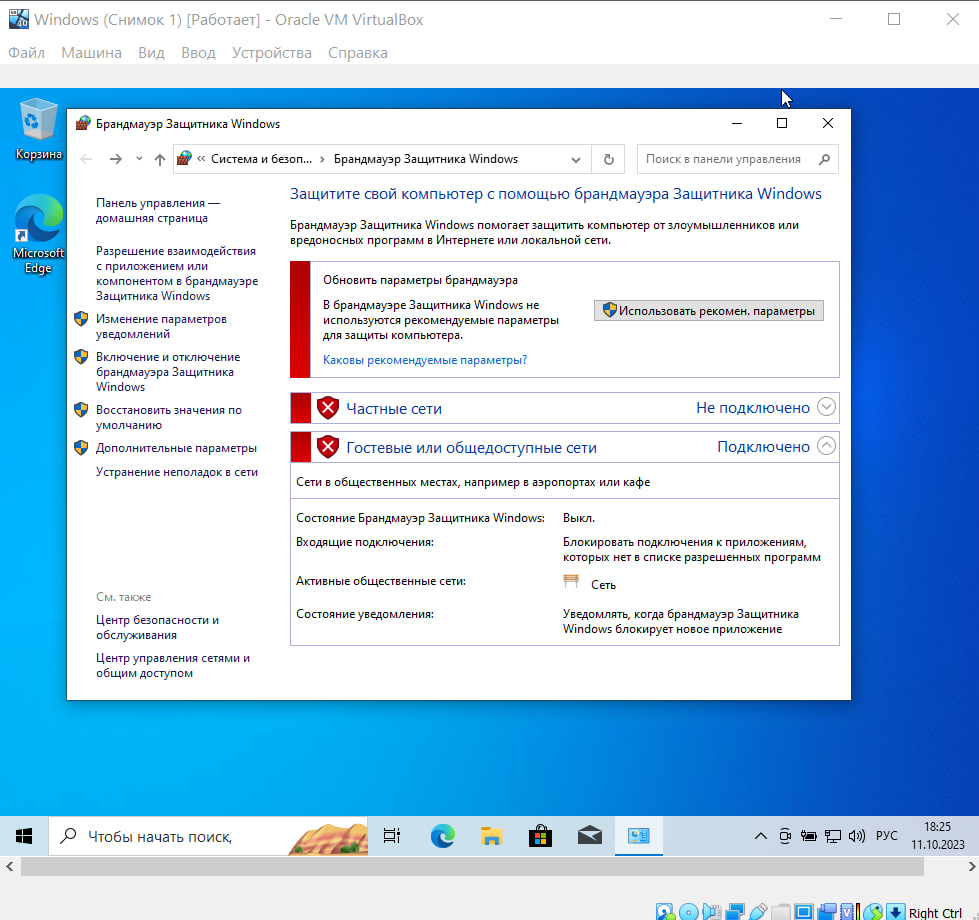 Windows (Снимок 1) [Работает] - Oracle VM VirtualBox
Файл Машина Вид Ввод Устройства Справка
Корзина
Microsoft
Edge
Брандмауэр Защитника Windows
« Система и безоп... › Брандмауэр Защитника Windows
Поиск в панели управления
Панель управления —
домашняя страница
Разрешение взаимодействия
с приложением или
компонентом в брандмауэре
Защитника Windows
Изменение параметров
уведомлений
Включение и отключение
брандмауэра Защитника
Windows
Восстановить значения по
умолчанию
Дополнительные параметры
Устранение неполадок в сети
См. также
Центр безопасности и
обслуживания
Центр управления сетями и
общим доступом
Защитите свой компьютер с помощью брандмауэра Защитника Windows
Брандмауэр Защитника Windows помогает защитить компьютер от злоумышленников или
вредоносных программ в Интернете или локальной сети.
Обновить параметры брандмауэра
В брандмауэре Защитника Windows не
используются рекомендуемые параметры
для защиты компьютера.
Каковы рекомендуемые параметры?
Использовать рекомен. параметры
Частные сети Не подключено
Гостевые или общедоступные сети Подключено
Сети в общественных местах, например в аэропортах или кафе
Состояние Брандмауэр Защитника Windows: Выкл.
Входящие подключения: Блокировать подключения к приложениям,
которых нет в списке разрешенных программ
Активные общественные сети: Сеть
Состояние уведомления: Уведомлять, когда брандмауэр Защитника
Windows блокирует новое приложение
Чтобы начать поиск,
РУС
18:25
11.10.2023
Right Ctrl